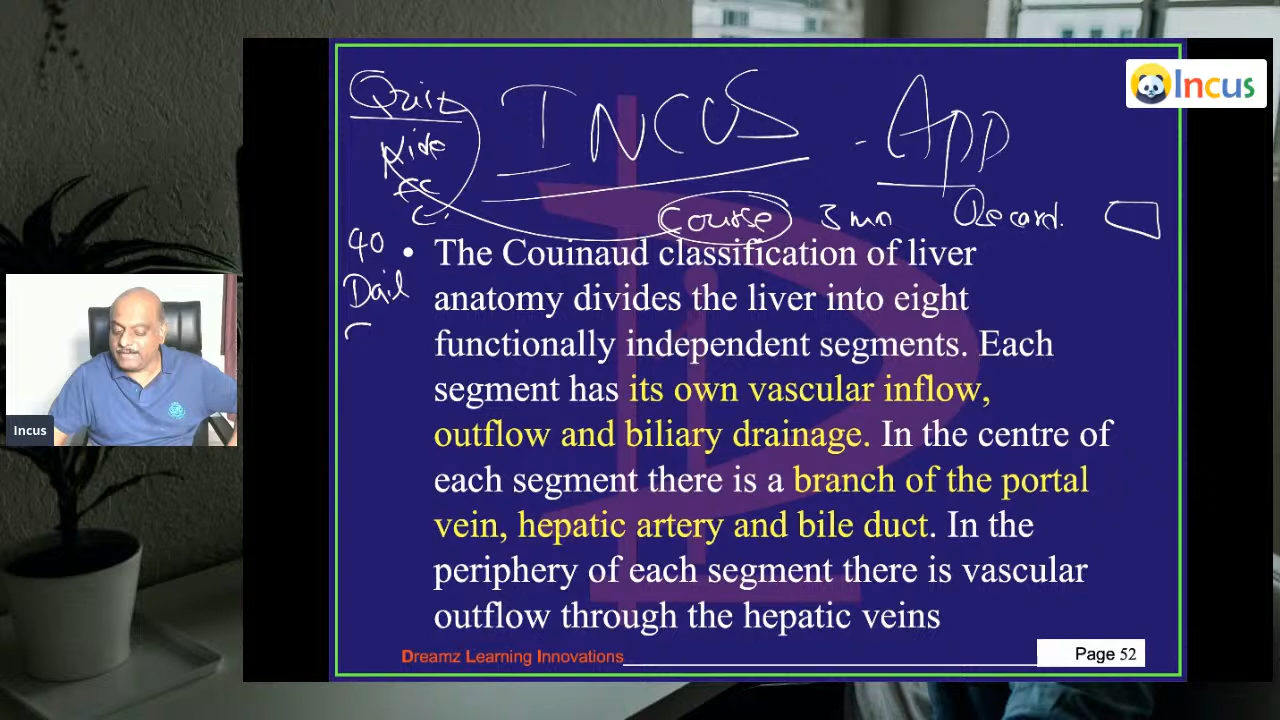 Quiz INCUS - App
Incus
Course 3 mn Record.
40
Dail
• The Couinaud classification of liver
anatomy divides the liver into eight
functionally independent segments. Each
segment has its own vascular inflow,
outflow and biliary drainage. In the centre of
each segment there is a branch of the portal
vein, hepatic artery and bile duct. In the
periphery of each segment there is vascular
outflow through the hepatic veins
Incus
Dreamz Learning Innovations
Page 52